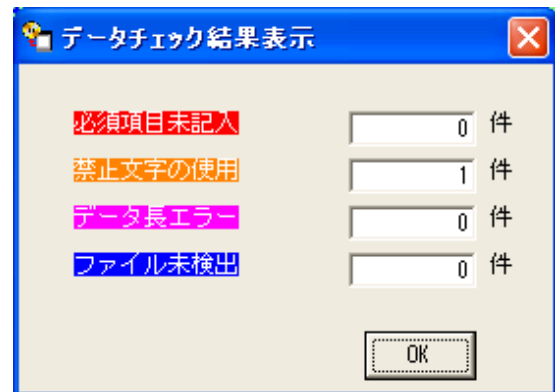 データチェック結果表示
必須項目未記入 0 件
禁止文字の使用 1 件
データ長エラー 0 件
ファイル未検出 0 件
OK